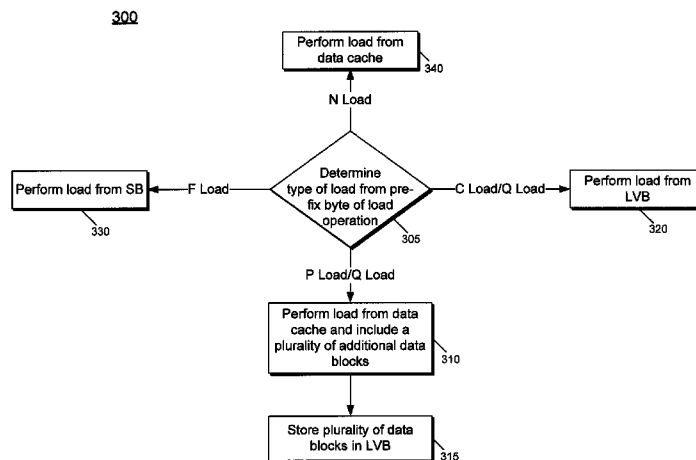 300
Perform load from
data cache
340
N Load
Determine
type of load from pre-
fix byte of load
operation
305
Perform load from SB
330
F Load
C Load/Q Load
Perform load from
LVB
320
P Load/Q Load
Perform load from data
cache and include a
plurality of additional data
blocks
310
Store plurality of data
blocks in LVB
315